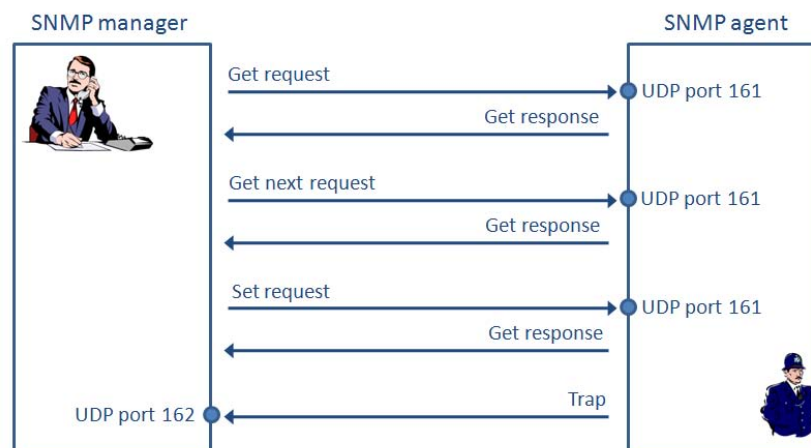 SNMP manager
SNMP agent
Get request
UDP port 161
Get response
Get next request
UDP port 161
Get response
Set request
UDP port 161
Get response
Trap
UDP port 162